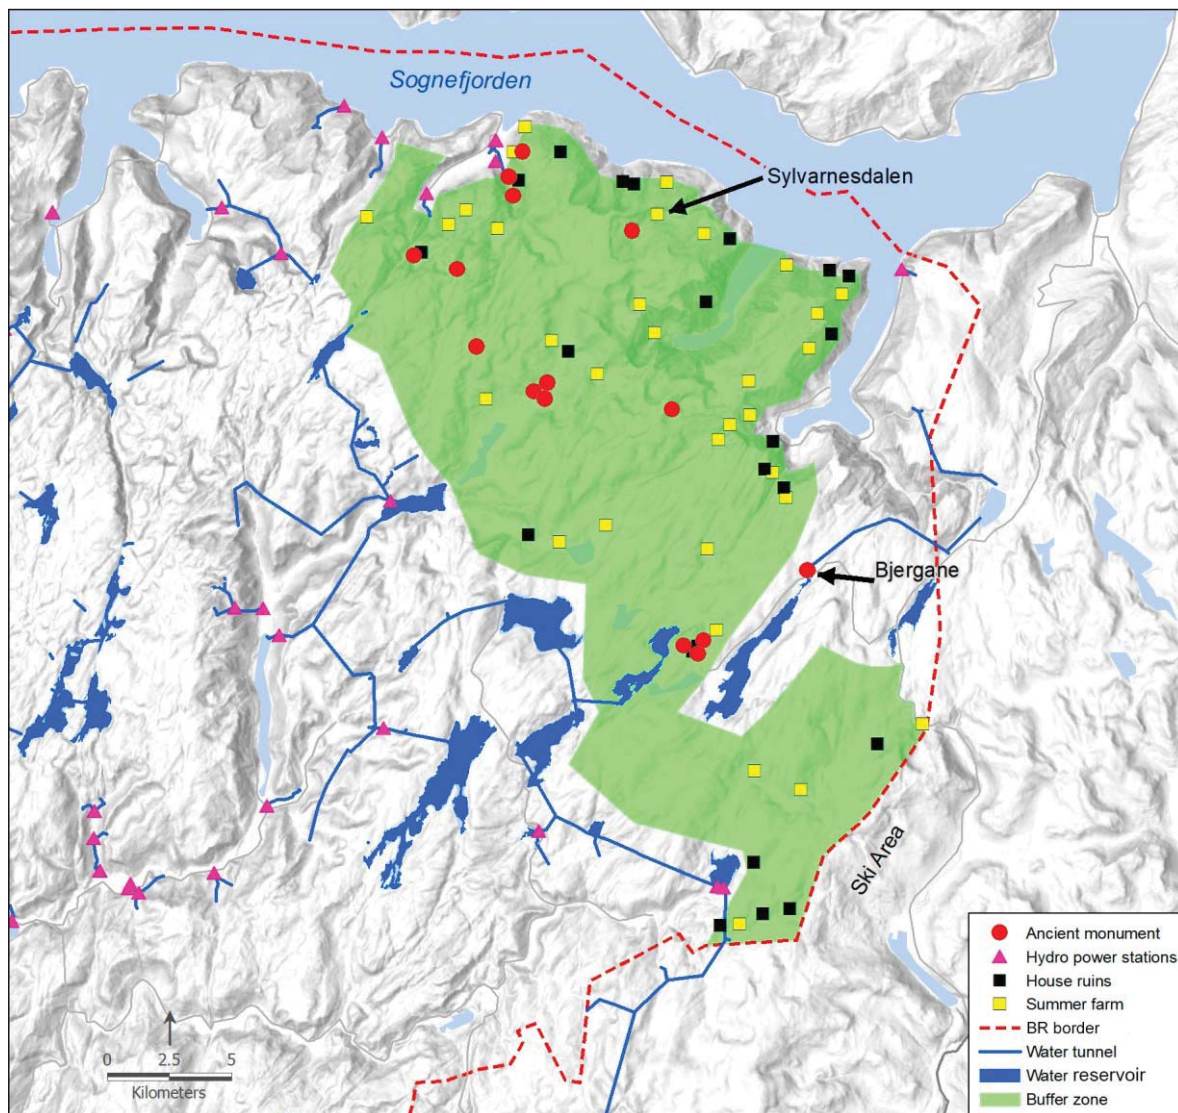 Sognefjorden
Sylvarnesdalen
Bjergane
Ski Area
0 2.5 5
Kilometers
Ancient monument
Hydro power stations
House ruins
Summer farm
BR border
Water tunnel
Water reservoir
Buffer zone